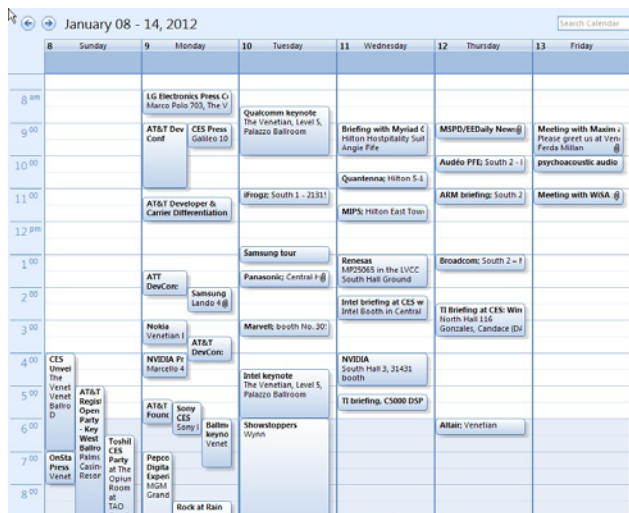 January 08 - 14, 2012
Search Calendar
8 Sunday
9 Monday
10 Tuesday
11 Wednesday
12 Thursday
13 Friday
8 am
9 00
10 00
11 00
12 pm
1 00
2 00
3 00
4 00
5 00
6 00
7 00
8 00
CES
Unvei
The
Venet
Venet
Ballro
D
OnSta
Press
Venet
AT&T
Regist
Open
Party
- Key
West
Ballro
Palms
Casin
Resor
Toshil
CES
Party
at The
Opiun
Room
at
TAO
LG Electronics Press C
Marco Polo 703, The V
AT&T Dev
Conf
CES Press
Galileo 10
AT&T Developer &
Carrier Differentiation
ATT
DevCon:
Samsung
Lando 4
Nokia
Venetian
AT&T
DevCon:
NVIDIA Pr
Marcello 4
AT&T
Found
Sony
CES
Sony
Ballm
keyno
Venet
Pepco
Digita
Experi
MGM
Grand
Rock at Rain
Qualcomm keynote
The Venetian, Level 5,
Palazzo Ballroom
iFrogz; South 1 - 2131
Samsung tour
Panasonic; Central H
Marvell; booth No. 30
Intel keynote
The Venetian, Level 5,
Palazzo Ballroom
Showstoppers
Wynn
Briefing with Myriad G
Hilton Hostpitality Suit
Angie Fife
Quantenna; Hilton 5-1
MIPS; Hilton East Tow
Renesas
MP25065 in the LVCC
South Hall Ground
Intel briefing at CES w
Intel Booth in Central
NVIDIA
South Hall 3, 31431
booth
TI briefing, C5000 DSP
MSPD/EEDaily News
Audéo PFE; South 2 -
ARM briefing; South 2
Broadcom; South 2 –
TI Briefing at CES: Wire
North Hall 116
Gonzales, Candace (DA
Altair; Venetian
Meeting with Maxim
Please greet us at Ven
Ferda Millan
psychoacoustic audio
Meeting with WiSA